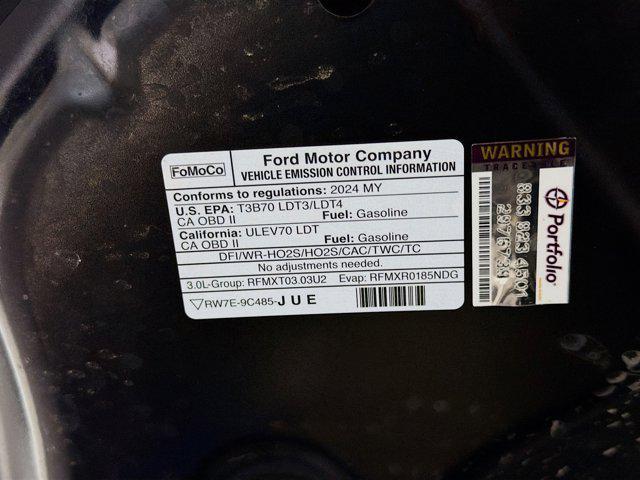 FoMoCo
Ford Motor Company
VEHICLE EMISSION CONTROL INFORMATION
Conforms to regulations: 2024 MY
U.S. EPA: T3B70 LDT3/LDT4
CA OBD II Fuel: Gasoline
California: ULEV70 LDT
CA OBD II Fuel: Gasoline
DFI/WR-HO2S/HO2S/CAC/TWC/TC
No adjustments needed.
3.0L-Group: RFMXT03.03U2 Evap: RFMXR0185NDG
RW7E-9C485-JUE
WARNING
TRACEABLE
Portfolio
833 823 4501